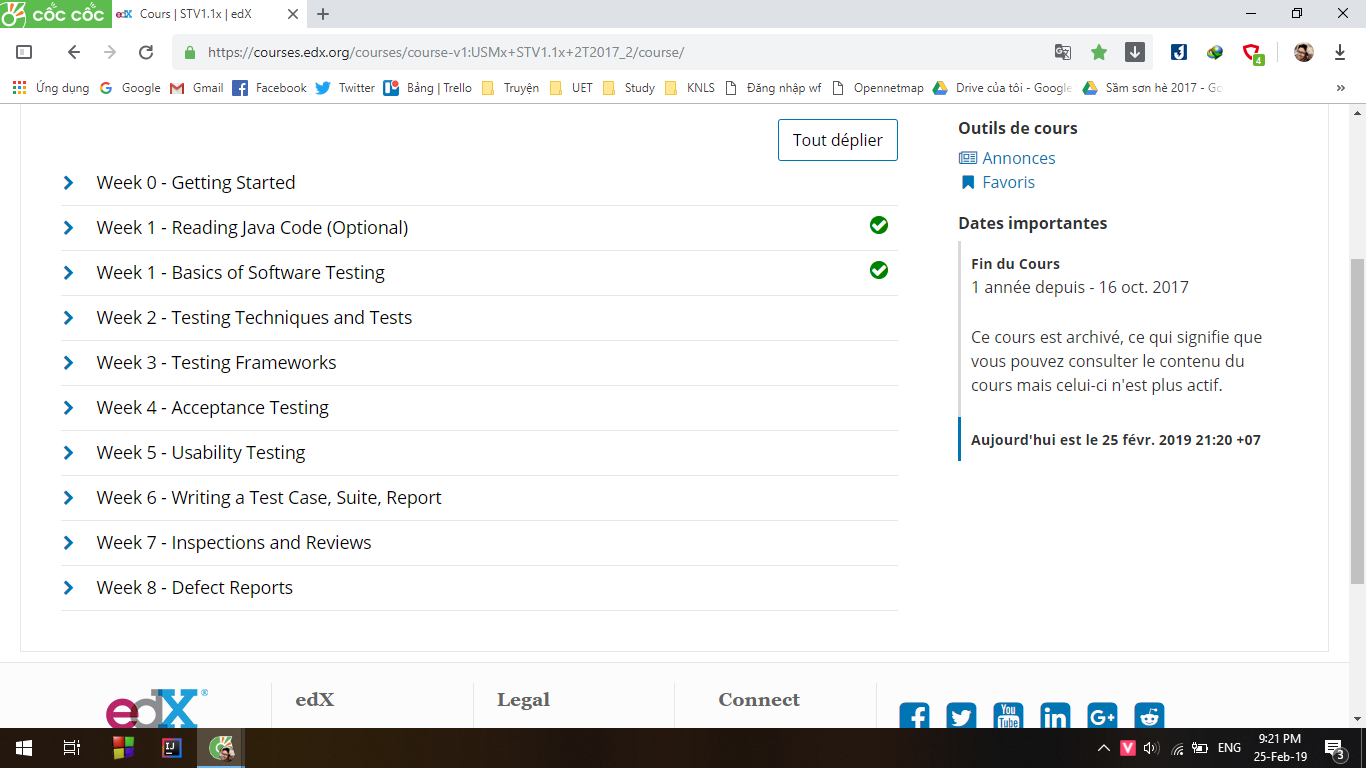 cốc cốc
edX Cours | STV1.1x | edX
https://courses.edx.org/courses/course-v1:USMx+STV1.1x+2T2017_2/course/
4
Ứng dụng Google Gmail Facebook Twitter Bảng | Trello Truyện UET Study KNLS Đăng nhập wf Opennetmap Drive của tôi - Google Sầm sơn hè 2017 - Go
Tout déplier
Week 0 - Getting Started
Week 1 - Reading Java Code (Optional)
Week 1 - Basics of Software Testing
Week 2 - Testing Techniques and Tests
Week 3 - Testing Frameworks
Week 4 - Acceptance Testing
Week 5 - Usability Testing
Week 6 - Writing a Test Case, Suite, Report
Week 7 - Inspections and Reviews
Week 8 - Defect Reports
Outils de cours
Annonces
Favoris
Dates importantes
Fin du Cours
1 année depuis - 16 oct. 2017
Ce cours est archivé, ce qui signifie que
vous pouvez consulter le contenu du
cours mais celui-ci n'est plus actif.
Aujourd'hui est le 25 févr. 2019 21:20 +07
edX
edX
Legal
Connect
You
Tube
in
G+
IJ
V
ENG
9:21 PM
25-Feb-19
3